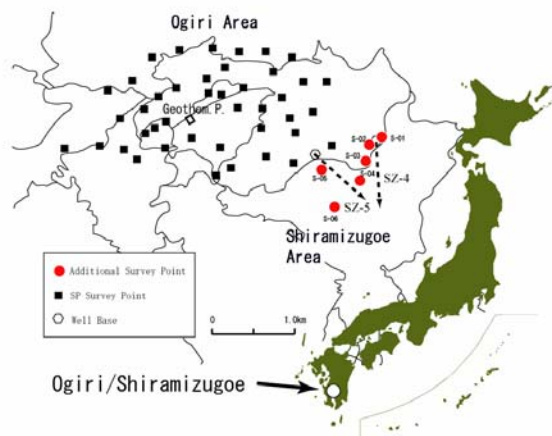 Ogiri Area
Geothom.P.
S-01
S-02
S-03
S-04
S-05
SZ-4
SZ-5
S-06
Shiramizugoe
Area
Additional Survey Point
SP Survey Point
Well Base
0
1.0km
Ogiri/Shiramizugoe